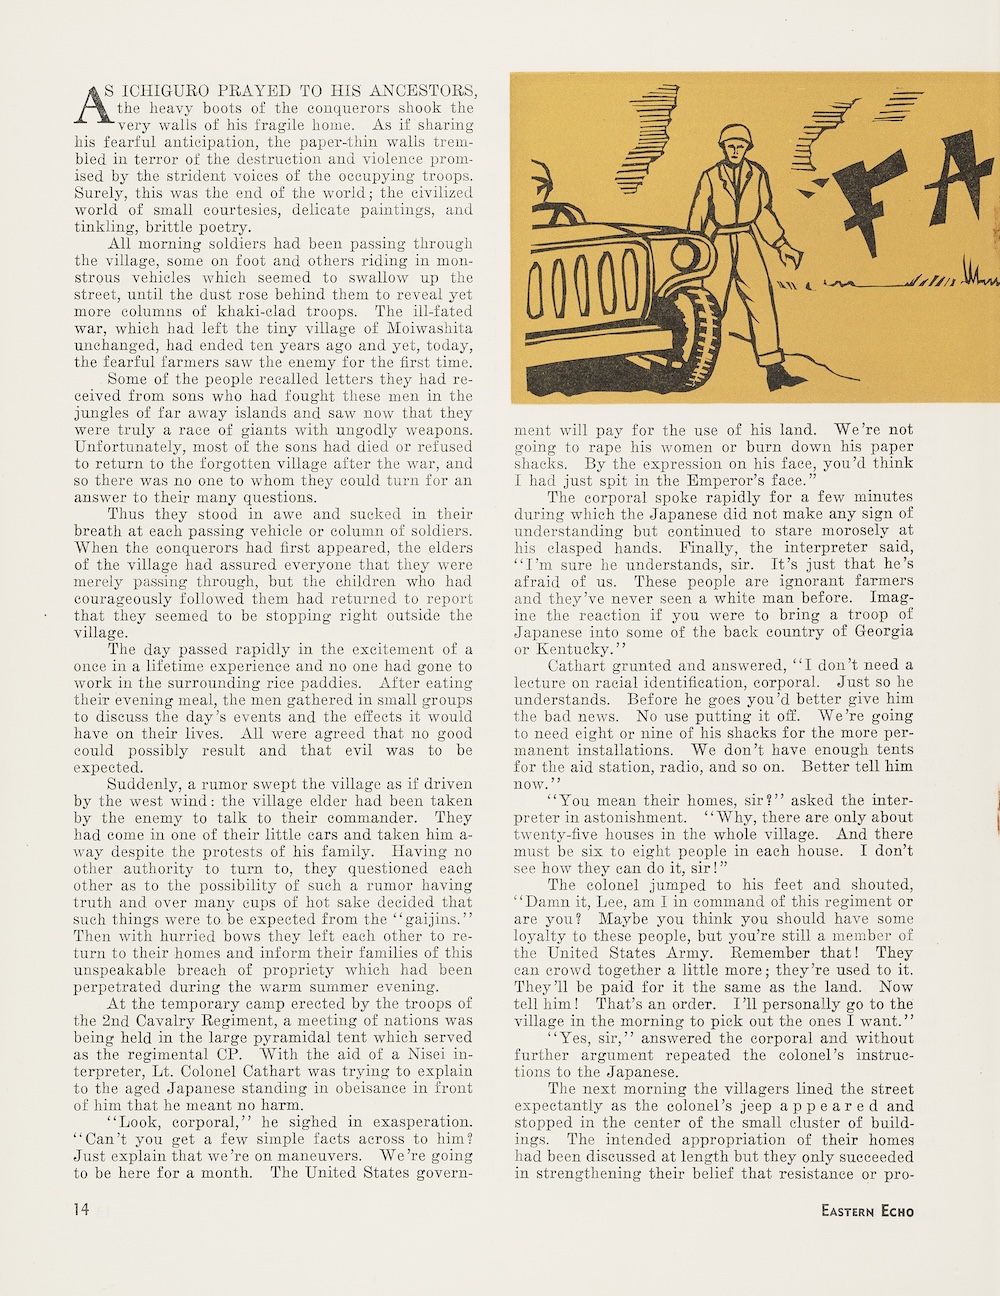 AS ICHIGURO PRAYED TO HIS ANCESTORS,
the heavy boots of the conquerors shook the
very walls of his fragile home. As if sharing
his fearful anticipation, the paper-thin walls trem-
bled in terror of the destruction and violence prom-
ised by the strident voices of the occupying troops.
Surely, this was the end of the world; the civilized
world of small courtesies, delicate paintings, and
tinkling, brittle poetry.
All morning soldiers had been passing through
the village, some on foot and others riding in mon-
strous vehicles which seemed to swallow up the
street, until the dust rose behind them to reveal yet
more columns of khaki-clad troops. The ill-fated
war, which had left the tiny village of Moiwashita
unchanged, had ended ten years ago and yet, today,
the fearful farmers saw the enemy for the first time.
Some of the people recalled letters they had re-
ceived from sons who had fought these men in the
jungles of far away islands and saw now that they
were truly a race of giants with ungodly weapons.
Unfortunately, most of the sons had died or refused
to return to the forgotten village after the war, and
so there was no one to whom they could turn for an
answer to their many questions.
Thus they stood in awe and sucked in their
breath at each passing vehicle or column of soldiers.
When the conquerors had first appeared, the elders
of the village had assured everyone that they were
merely passing through, but the children who had
courageously followed them had returned to report
that they seemed to be stopping right outside the
village.
The day passed rapidly in the excitement of a
once in a lifetime experience and no one had gone to
work in the surrounding rice paddies. After eating
their evening meal, the men gathered in small groups
to discuss the day's events and the effects it would
have on their lives. All were agreed that no good
could possibly result and that evil was to be
expected.
Suddenly, a rumor swept the village as if driven
by the west wind: the village elder had been taken
by the enemy to talk to their commander. They
had come in one of their little cars and taken him a-
way despite the protests of his family. Having no
other authority to turn to, they questioned each
other as to the possibility of such a rumor having
truth and over many cups of hot sake decided that
such things were to be expected from the "gaijins."
Then with hurried bows they left each other to re-
turn to their homes and inform their families of this
unspeakable breach of propriety which had been
perpetrated during the warm summer evening.
At the temporary camp erected by the troops of
the 2nd Cavalry Regiment, a meeting of nations was
being held in the large pyramidal tent which served
as the regimental CP. With the aid of a Nisei in-
terpreter, Lt. Colonel Cathart was trying to explain
to the aged Japanese standing in obeisance in front
of him that he meant no harm.
"Look, corporal," he sighed in exasperation.
"Can't you get a few simple facts across to him?
Just explain that we're on maneuvers. We're going
to be here for a month. The United States govern-
FA
ment will pay for the use of his land. We're not
going to rape his women or burn down his paper
shacks. By the expression on his face, you'd think
I had just spit in the Emperor's face."
The corporal spoke rapidly for a few minutes
during which the Japanese did not make any sign of
understanding but continued to stare morosely at
his clasped hands. Finally, the interpreter said,
"I'm sure he understands, sir. It's just that he's
afraid of us. These people are ignorant farmers
and they've never seen a white man before. Imag-
ine the reaction if you were to bring a troop of
Japanese into some of the back country of Georgia
or Kentucky."
Cathart grunted and answered, "I don't need a
lecture on racial identification, corporal. Just so he
understands. Before he goes you'd better give him
the bad news. No use putting it off. We're going
to need eight or nine of his shacks for the more per-
manent installations. We don't have enough tents
for the aid station, radio, and so on. Better tell him
now."
"You mean their homes, sir?" asked the inter-
preter in astonishment. "Why, there are only about
twenty-five houses in the whole village. And there
must be six to eight people in each house. I don't
see how they can do it, sir!"
The colonel jumped to his feet and shouted,
"Damn it, Lee, am I in command of this regiment or
are you? Maybe you think you should have some
loyalty to these people, but you're still a member of
the United States Army. Remember that! They
can crowd together a little more; they're used to it.
They'll be paid for it the same as the land. Now
tell him! That's an order. I'll personally go to the
village in the morning to pick out the ones I want."
"Yes, sir," answered the corporal and without
further argument repeated the colonel's instruc-
tions to the Japanese.
The next morning the villagers lined the street
expectantly as the colonel's jeep appeared and
stopped in the center of the small cluster of build-
ings. The intended appropriation of their homes
had been discussed at length but they only succeeded
in strengthening their belief that resistance or pro-
14
EASTERN ECHO